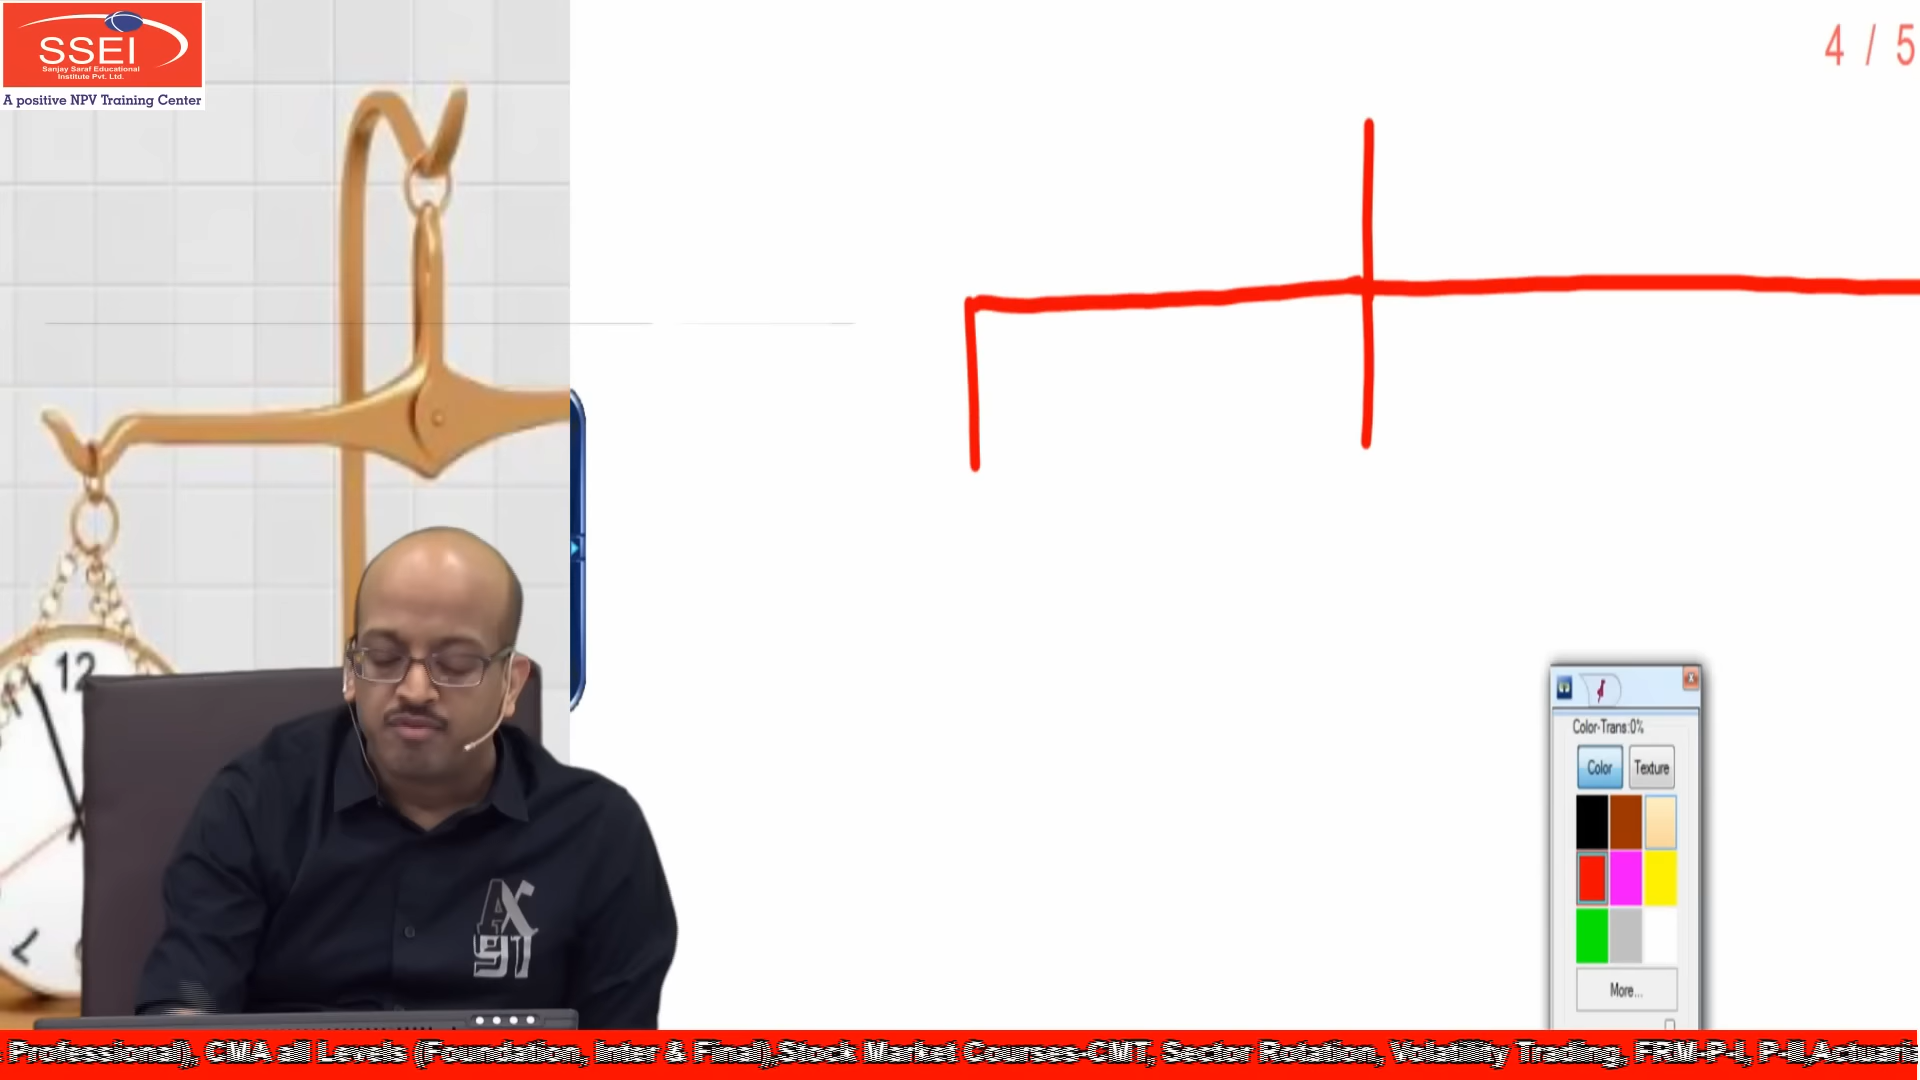 SSEI
Sanjay Saraf Educational
Institute Pvt. Ltd.
A positive NPV Training Center
4 / 5
12
Color-Trans:0%
Color
Texture
More...
Professional), CMA all Levels (Foundation, Inter & Final),Stock Market Courses-CMT, Sector Rotation, Volatility Trading, FRM-P-I, P-II,Actuaris